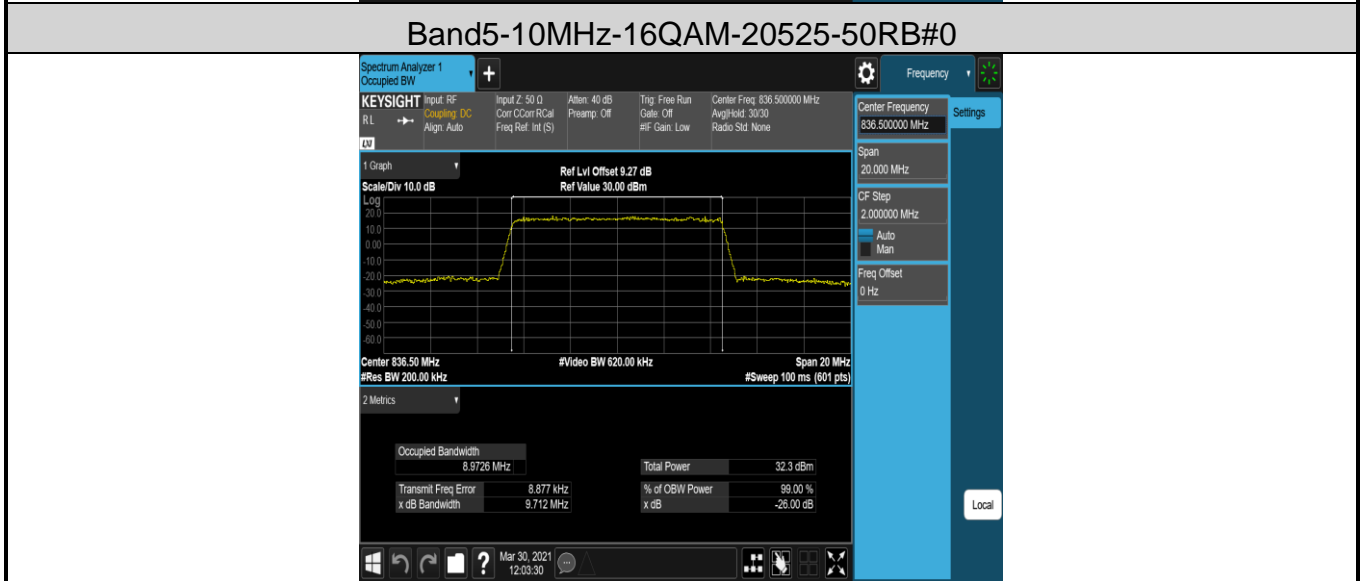 Band5-10MHz-16QAM-20525-50RB#0
Spectrum Analyzer 1
Occupied BW
Frequency
KEYSIGHT
RL
LXI
Input: RF
Coupling: DC
Align: Auto
Input Z: 50 Ω
Corr CCorr RCal
Freq Ref: Int (S)
Atten: 40 dB
Preamp: Off
Trig: Free Run
Gate: Off
#IF Gain: Low
Center Freq: 836.500000 MHz
Avg|Hold: 30/30
Radio Std: None
Center Frequency
836.500000 MHz
Settings
Span
20.000 MHz
CF Step
2.000000 MHz
Auto
Man
Freq Offset
0 Hz
Local
1 Graph
Scale/Div 10.0 dB
Ref Lvl Offset 9.27 dB
Ref Value 30.00 dBm
Log
20.0
10.0
0.00
-10.0
-20.0
-30.0
-40.0
-50.0
-60.0
Center 836.50 MHz
#Video BW 620.00 kHz
Span 20 MHz
#Res BW 200.00 kHz
#Sweep 100 ms (601 pts)
2 Metrics
Occupied Bandwidth
8.9726 MHz
Total Power 32.3 dBm
Transmit Freq Error 8.877 kHz
% of OBW Power 99.00 %
x dB Bandwidth 9.712 MHz
x dB -26.00 dB
?
Mar 30, 2021
12:03:30